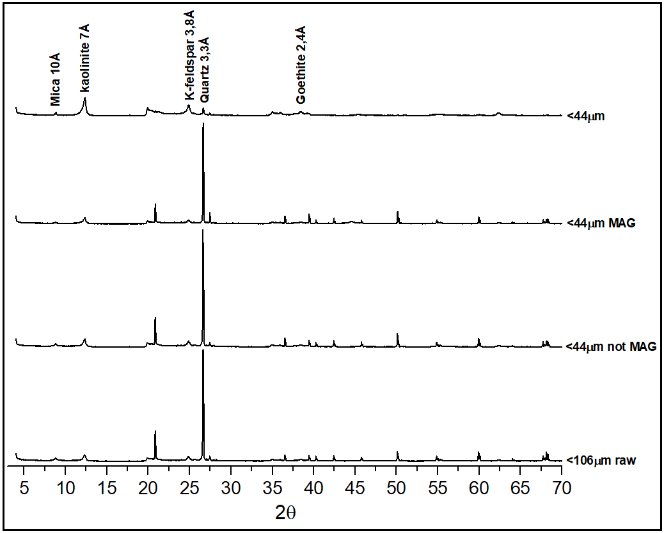 Mica 10Å
kaolinite 7Å
K-feldspar 3,8Å
Quartz 3,3Å
Goethite 2,4Å
<44µm
<44µm MAG
<44µm not MAG
<106µm raw
5 10 15 20 25 30 35 40 45 50 55 60 65 70
2θ